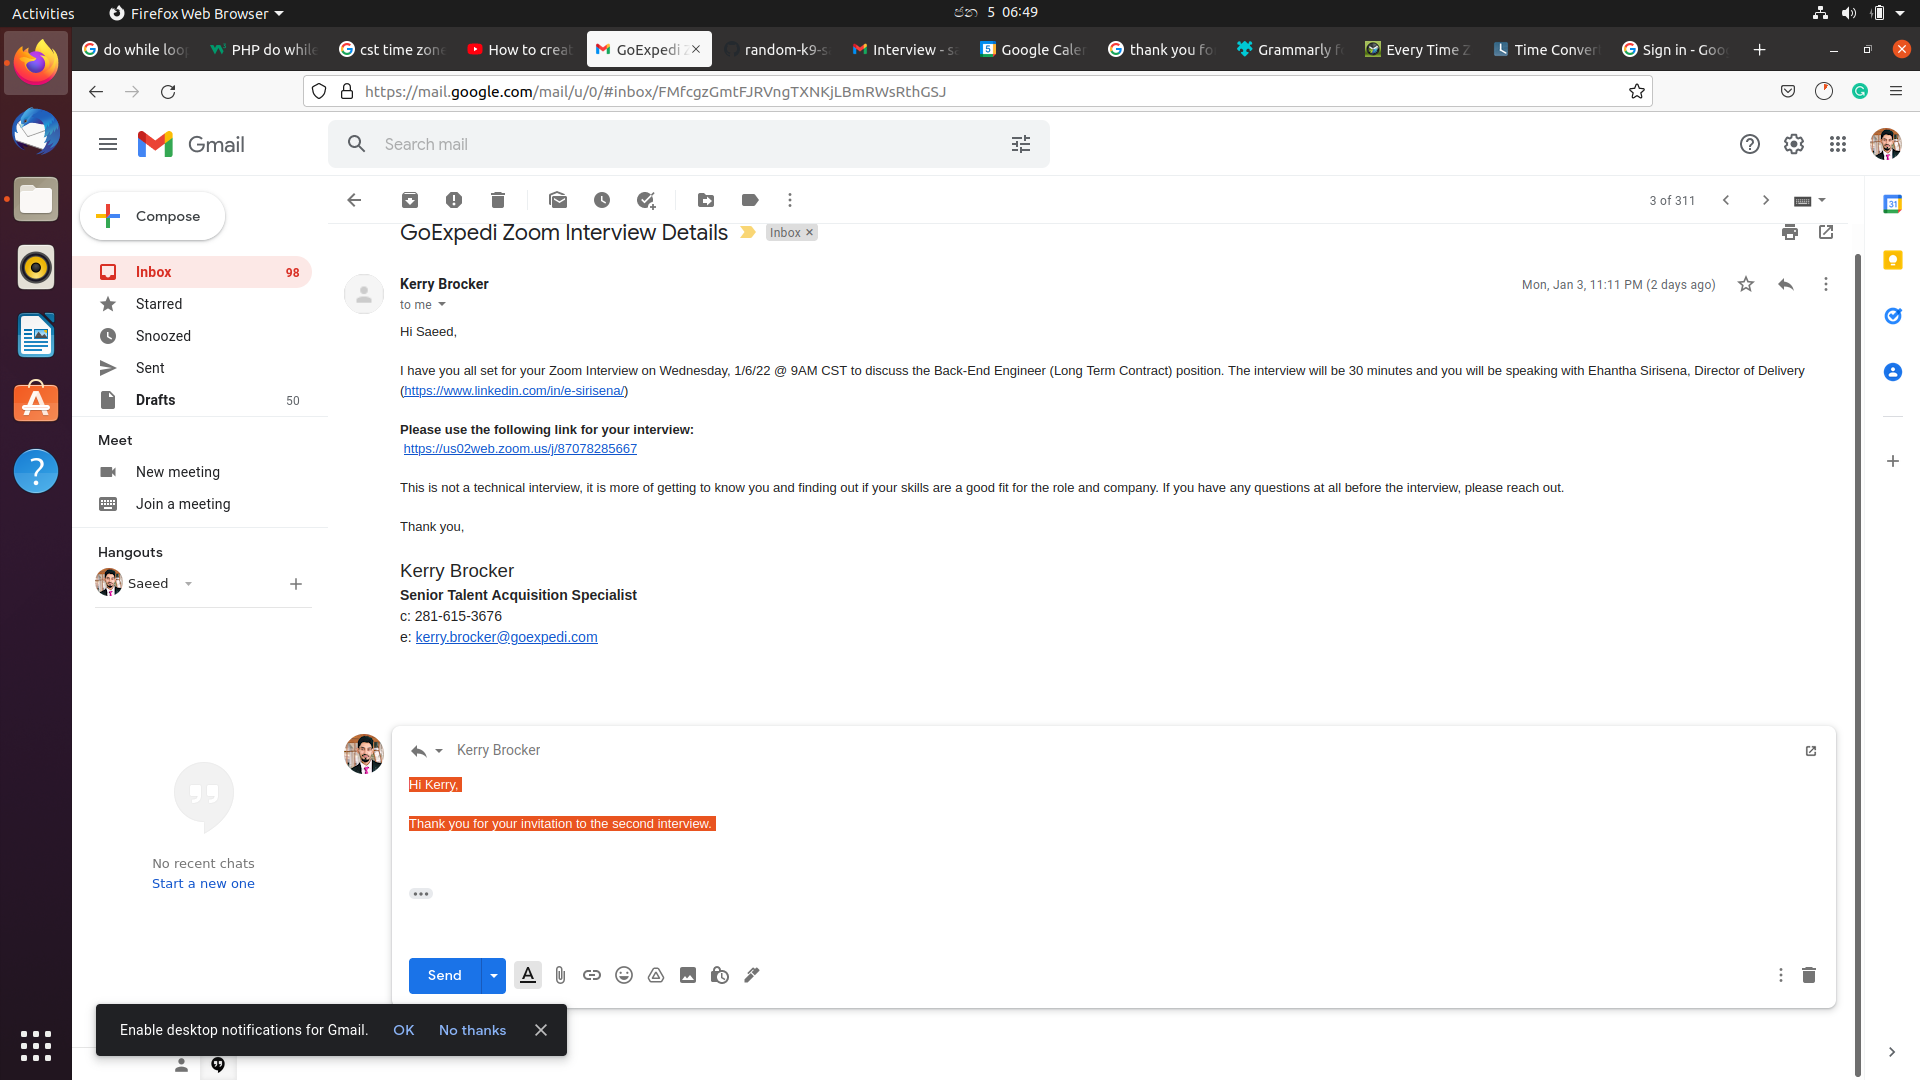 Activities
Firefox Web Browser
ජන 5 06:49
do while loo
PHP do while
cst time zon
How to creat
GoExpedi Z
random-k9-s
Interview - sa
Google Caler
thank you fo
Grammarly f
Every Time Z
Time Conver
Sign in - Goo
https://mail.google.com/mail/u/0/#inbox/FMfcgzGmtFJRVngTXNKjLBmRWsRthGSJ
Gmail
Search mail
Compose
3 of 311
GoExpedi Zoom Interview Details
Inbox
Inbox 98
Starred
Snoozed
Sent
Drafts 50
Meet
New meeting
Join a meeting
Hangouts
Saeed
No recent chats
Start a new one
Kerry Brocker
Mon, Jan 3, 11:11 PM (2 days ago)
to me
Hi Saeed,
I have you all set for your Zoom Interview on Wednesday, 1/6/22 @ 9AM CST to discuss the Back-End Engineer (Long Term Contract) position. The interview will be 30 minutes and you will be speaking with Ehantha Sirisena, Director of Delivery
(https://www.linkedin.com/in/e-sirisena/)
Please use the following link for your interview:
https://us02web.zoom.us/j/87078285667
This is not a technical interview, it is more of getting to know you and finding out if your skills are a good fit for the role and company. If you have any questions at all before the interview, please reach out.
Thank you,
Kerry Brocker
Senior Talent Acquisition Specialist
c: 281-615-3676
e: kerry.brocker@goexpedi.com
Kerry Brocker
Hi Kerry,
Thank you for your invitation to the second interview.
Send
Enable desktop notifications for Gmail. OK No thanks
31